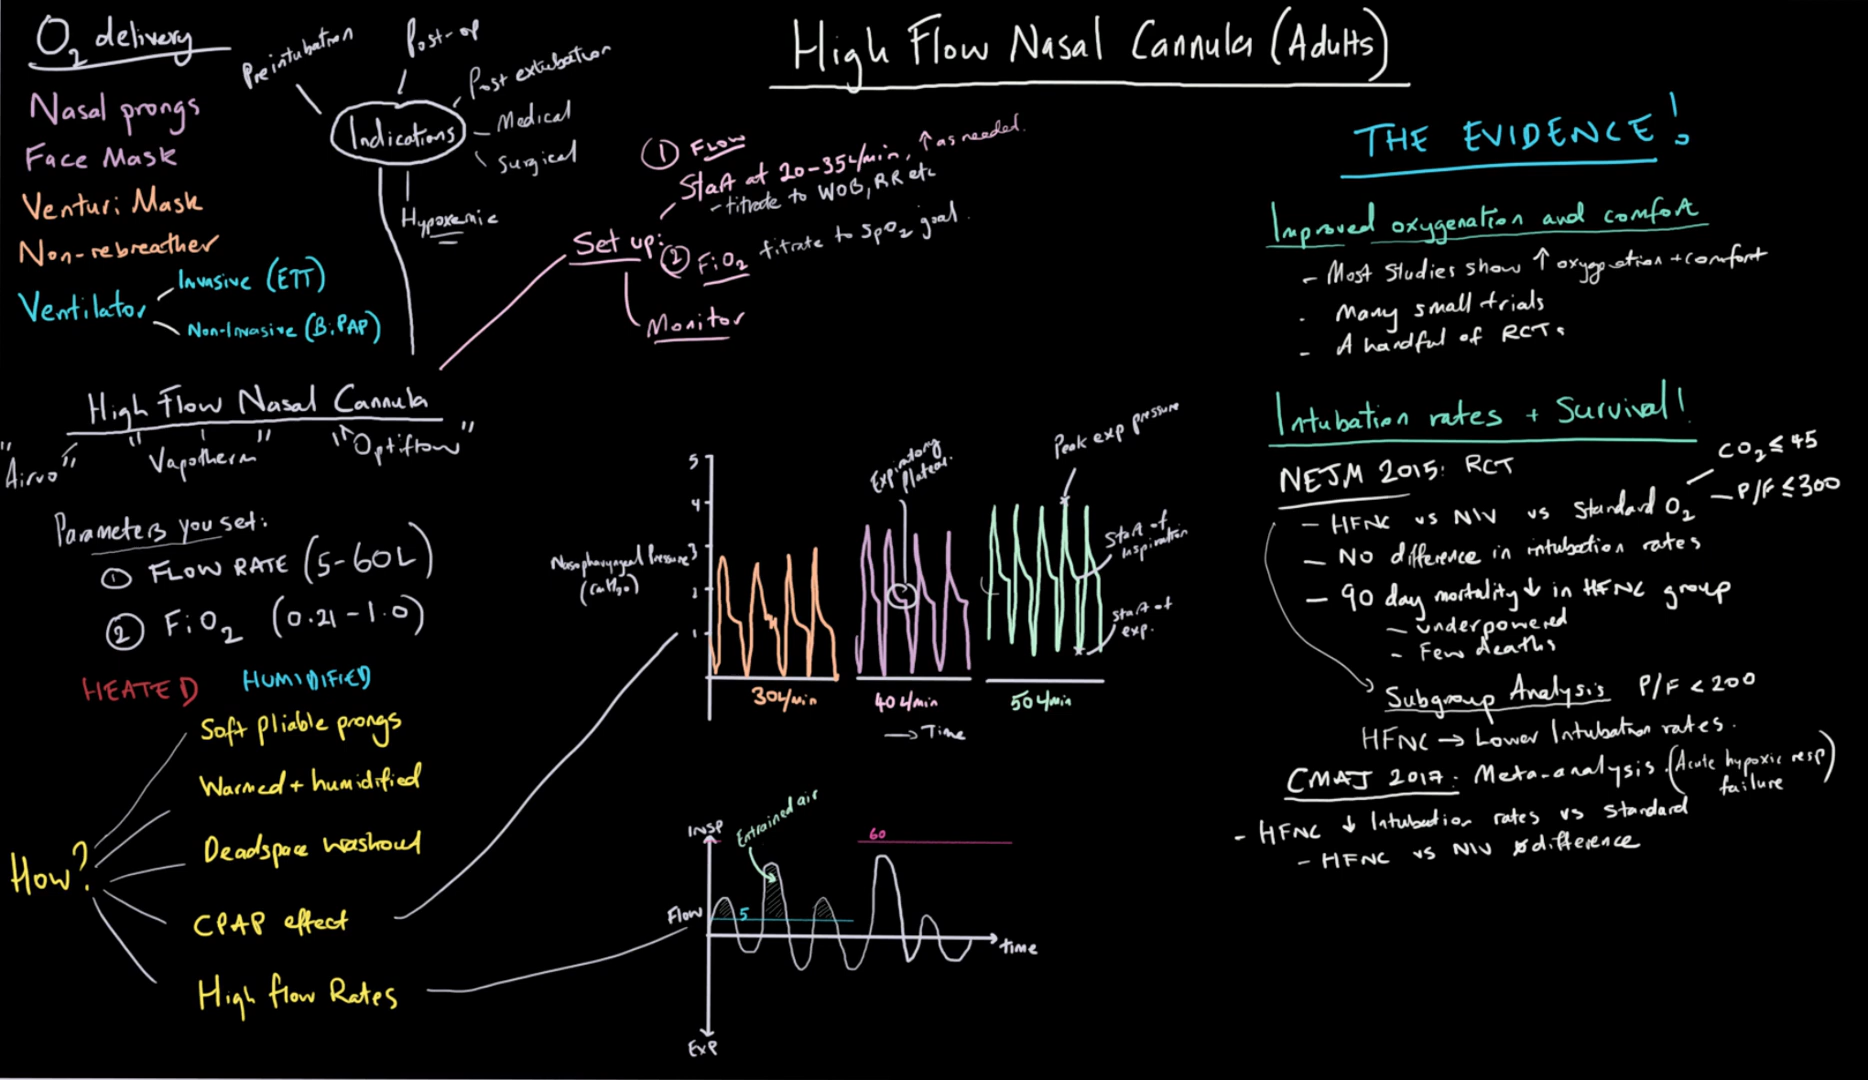 High Flow Nasal Cannula (Adults)
O2 delivery
Nasal prongs
Face Mask
Venturi Mask
Non-rebreather
Ventilator
Invasive (ETT)
Non-Invasive (BiPAP)
Preintubation
Post-op
Post extubation
Indications
Medical
Surgical
Hypoxemic
Set up:
① Flow
Start at 20-35L/min, ↑ as needed.
- titrate to WOB, RR etc
② FiO2 titrate to SpO2 goal.
Monitor
High Flow Nasal Cannula
"Airvo"
"Vapotherm"
"Optiflow"
Parameters you set:
① FLOW RATE (5-60L)
② FiO2 (0.21-1.0)
HEATED HUMIDIFIED
How?
Soft pliable prongs
Warmed + humidified
Deadspace washout
CPAP effect
High flow Rates
Nasopharyngeal Pressure
(cmH2O)
5
4
3
2
1
Expiratory
plateau.
Peak exp pressure
Start of
inspiration
Start of
exp.
30L/min
40L/min
50L/min
→ Time
INSP
Entrained air
60
Flow
5
time
EXP
THE EVIDENCE!
Improved oxygenation and comfort
- Most studies show ↑ oxygenation + comfort
- Many small trials
- A handful of RCTs
Intubation rates + Survival!
NEJM 2015: RCT
CO2 ≤ 45
- HFNC vs NIV vs Standard O2
- P/F ≤ 300
- No difference in intubation rates
- 90 day mortality ↓ in HFNC group
- underpowered
- Few deaths
Subgroup Analysis P/F < 200
HFNC → Lower Intubation rates.
CMAJ 2017: Meta-analysis. (Acute hypoxic resp
failure)
- HFNC ↓ Intubation rates vs standard
- HFNC vs NIV ø difference